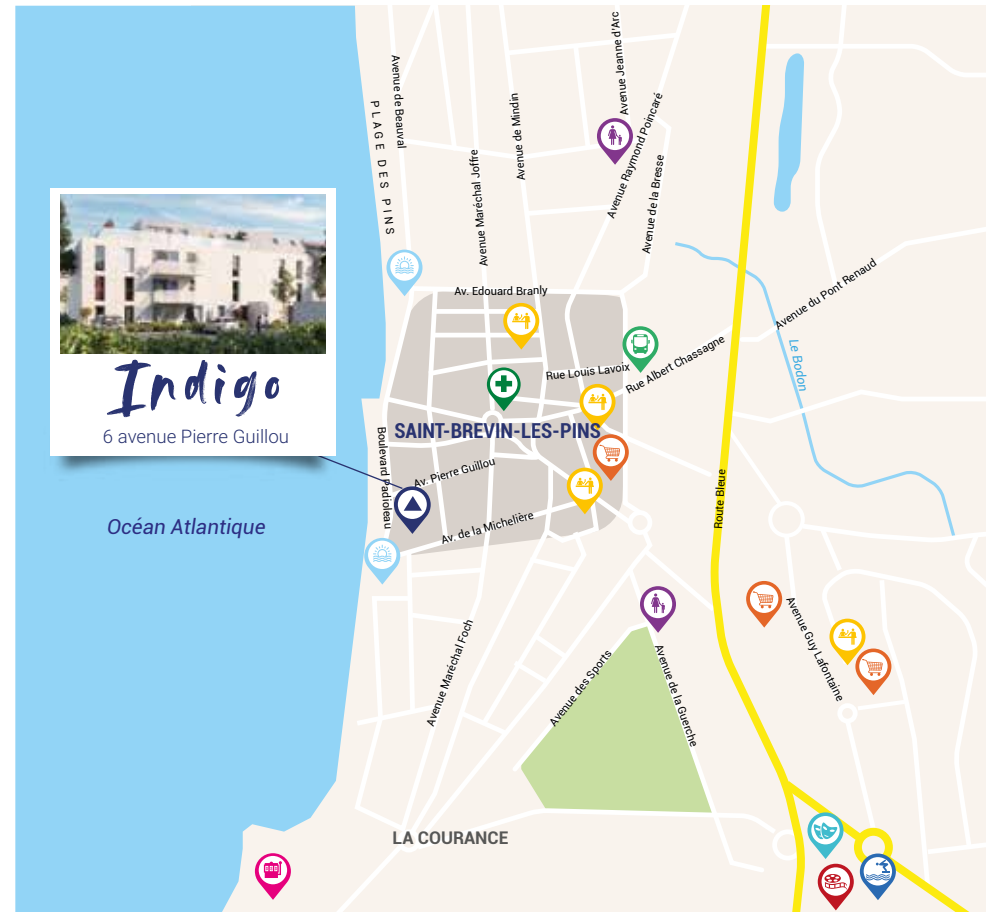 Avenue Jeanne d'Arc
Avenue de Beauval
PLAGE DES PINS
Avenue de Mindin
Avenue Raymond Poincaré
Avenue Maréchal Joffre
Avenue de la Bresse
Av. Edouard Branly
Avenue du Pont Renaud
Le Bodon
Rue Louis Lavoix
Rue Albert Chassagne
Indigo
6 avenue Pierre Guillou
SAINT-BREVIN-LES-PINS
Boulevard Padioleau
Av. Pierre Guillou
Route Bleue
Océan Atlantique
Av. de la Michelière
Avenue Guy Lafontaine
Avenue Maréchal Foch
Avenue des Sports
Avenue de la Guerche
LA COURANCE